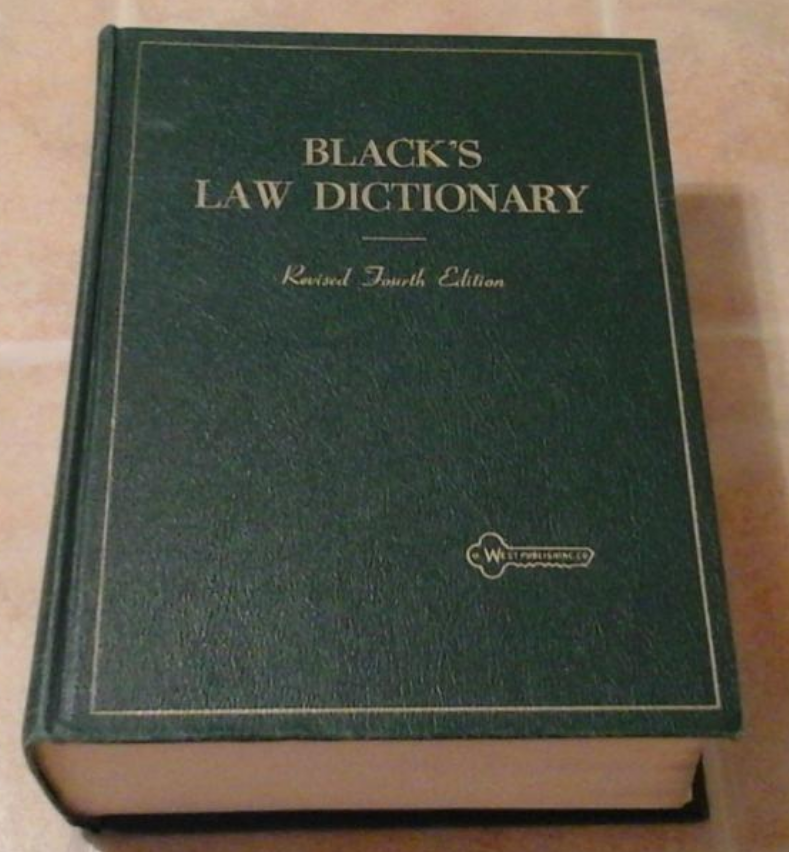 BLACK'S
LAW DICTIONARY
Revised Fourth Edition
WEST PUBLISHING CO